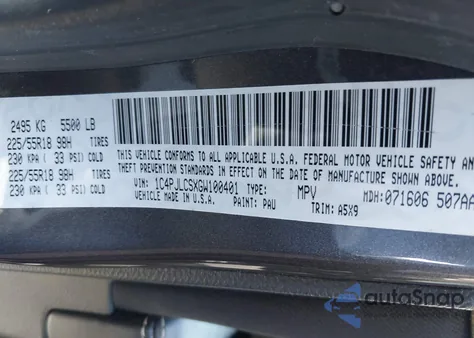 2495 KG 5500 LB
225/55R18 98H TIRES
230 KPA ( 33 PSI) COLD
225/55R18 98H TIRES
230 KPA ( 33 PSI) COLD
THIS VEHICLE CONFORMS TO ALL APPLICABLE U.S.A. FEDERAL MOTOR VEHICLE SAFETY AN
THEFT PREVENTION STANDARDS IN EFFECT ON THE DATE OF MANUFACTURE SHOWN ABOVE.
VIN: 1C4PJLCSXGW100401 TYPE: MPV MDH: 071606 507AA
VEHICLE MADE IN U.S.A. PAINT: PAU TRIM: A5X9
autoSnap